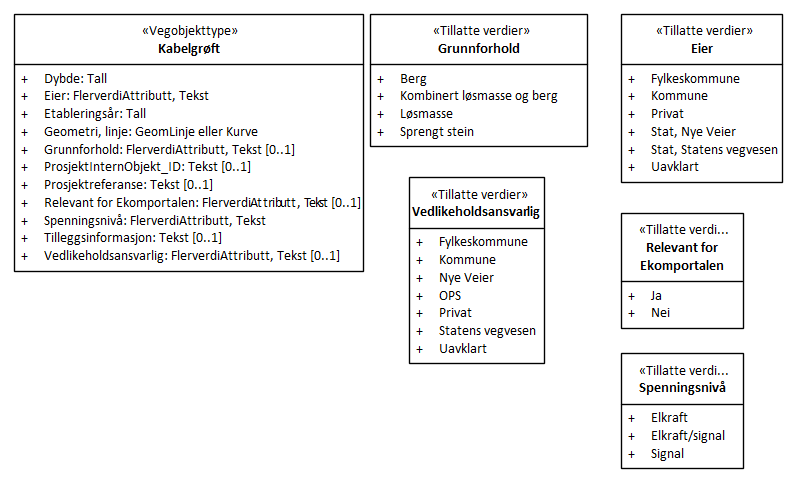 «Vegobjekttype»
Kabelgrøft
+ Dybde: Tall
+ Eier: FlerverdiAttributt, Tekst
+ Etableringsår: Tall
+ Geometri, linje: GeomLinje eller Kurve
+ Grunnforhold: FlerverdiAttributt, Tekst [0..1]
+ ProsjektInternObjekt_ID: Tekst [0..1]
+ Prosjektreferanse: Tekst [0..1]
+ Relevant for Ekomportalen: FlerverdiAttributt, Tekst [0..1]
+ Spenningsnivå: FlerverdiAttributt, Tekst
+ Tilleggsinformasjon: Tekst [0..1]
+ Vedlikeholdsansvarlig: FlerverdiAttributt, Tekst [0..1]
«Tillatte verdier»
Grunnforhold
+ Berg
+ Kombinert løsmasse og berg
+ Løsmasse
+ Sprengt stein
«Tillatte verdier»
Eier
+ Fylkeskommune
+ Kommune
+ Privat
+ Stat, Nye Veier
+ Stat, Statens vegvesen
+ Uavklart
«Tillatte verdier»
Vedlikeholdsansvarlig
+ Fylkeskommune
+ Kommune
+ Nye Veier
+ OPS
+ Privat
+ Statens vegvesen
+ Uavklart
«Tillatte verdi...
Relevant for
Ekomportalen
+ Ja
+ Nei
«Tillatte verdi...
Spenningsnivå
+ Elkraft
+ Elkraft/signal
+ Signal